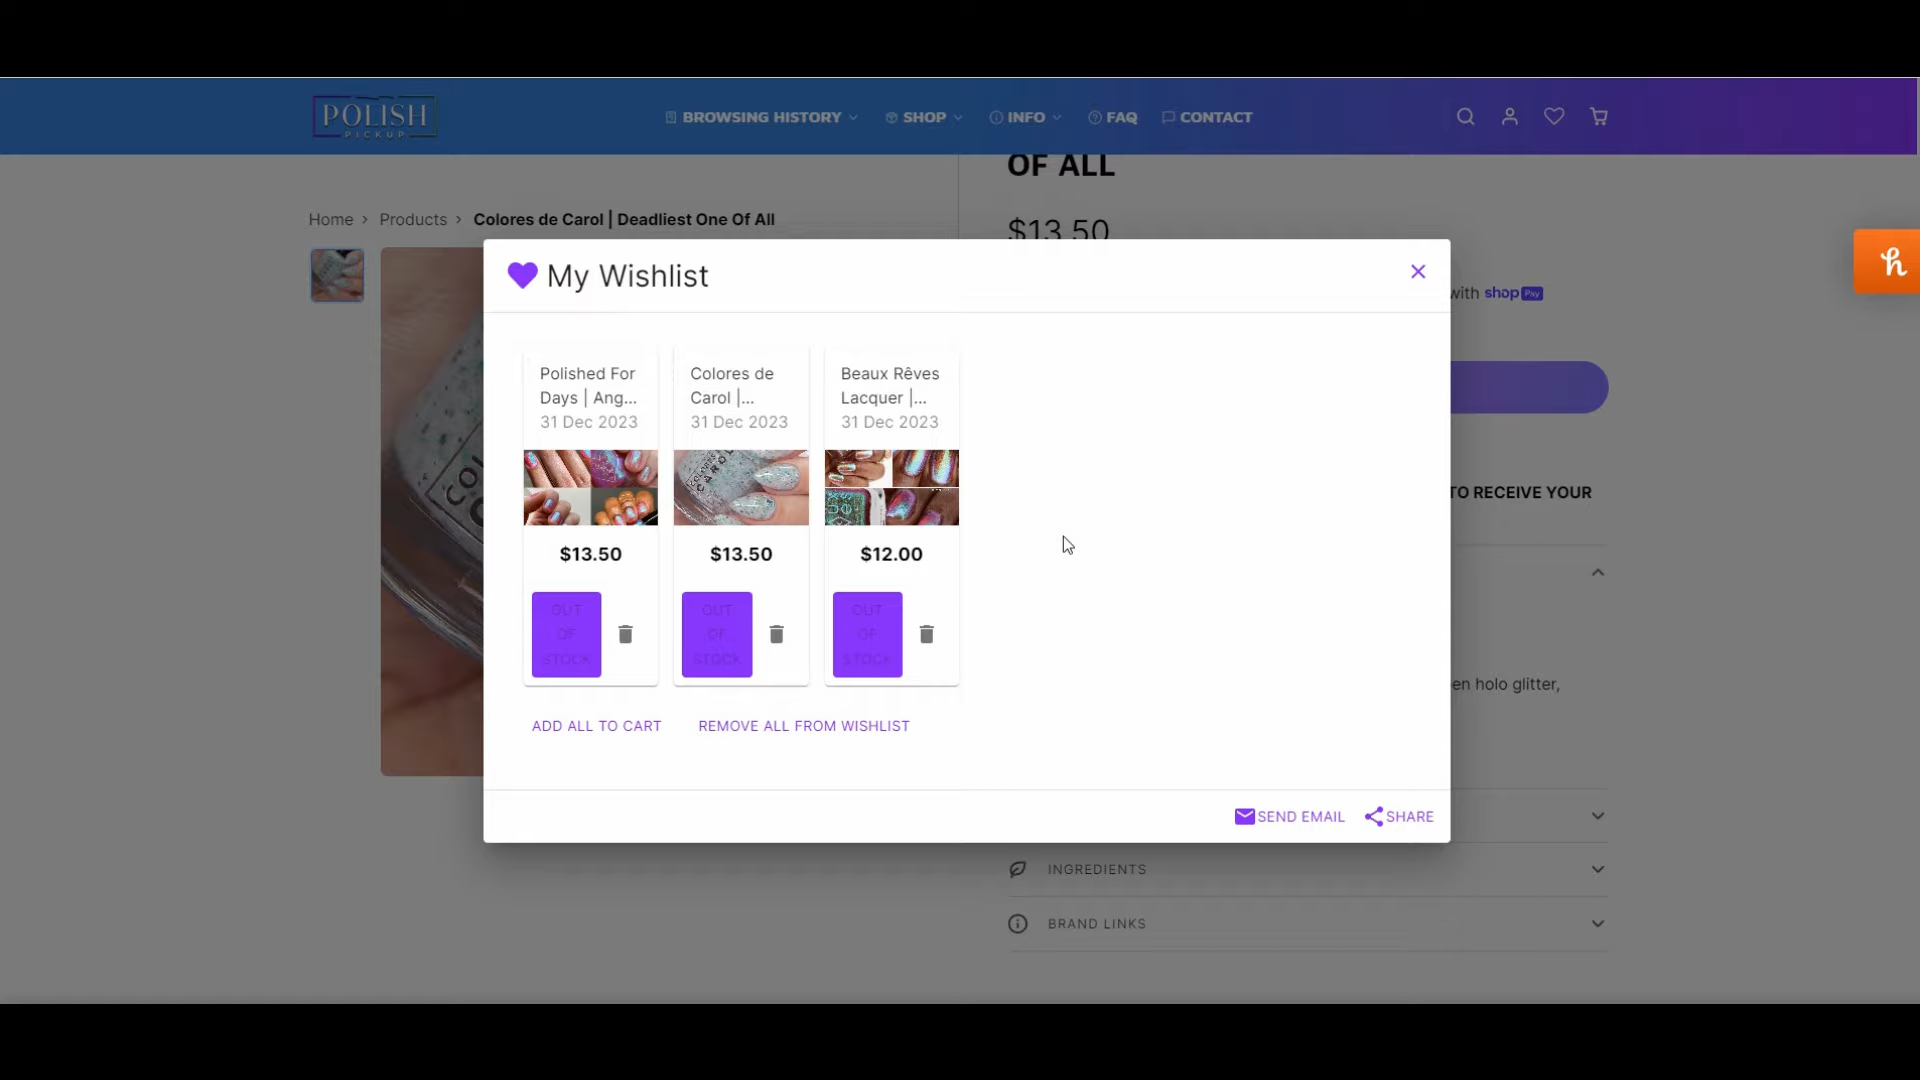 POLISH
PICKUP
BROWSING HISTORY
SHOP
INFO
FAQ
CONTACT
OF ALL
Home > Products > Colores de Carol | Deadliest One Of All
$13.50
with shop Pay
My Wishlist
Polished For
Days | Ang...
31 Dec 2023
$13.50
OUT
OF
STOCK
Colores de
Carol |...
31 Dec 2023
$13.50
OUT
OF
STOCK
Beaux Rêves
Lacquer |...
31 Dec 2023
$12.00
OUT
OF
STOCK
ADD ALL TO CART
REMOVE ALL FROM WISHLIST
SEND EMAIL
SHARE
TO RECEIVE YOUR
en holo glitter,
INGREDIENTS
BRAND LINKS